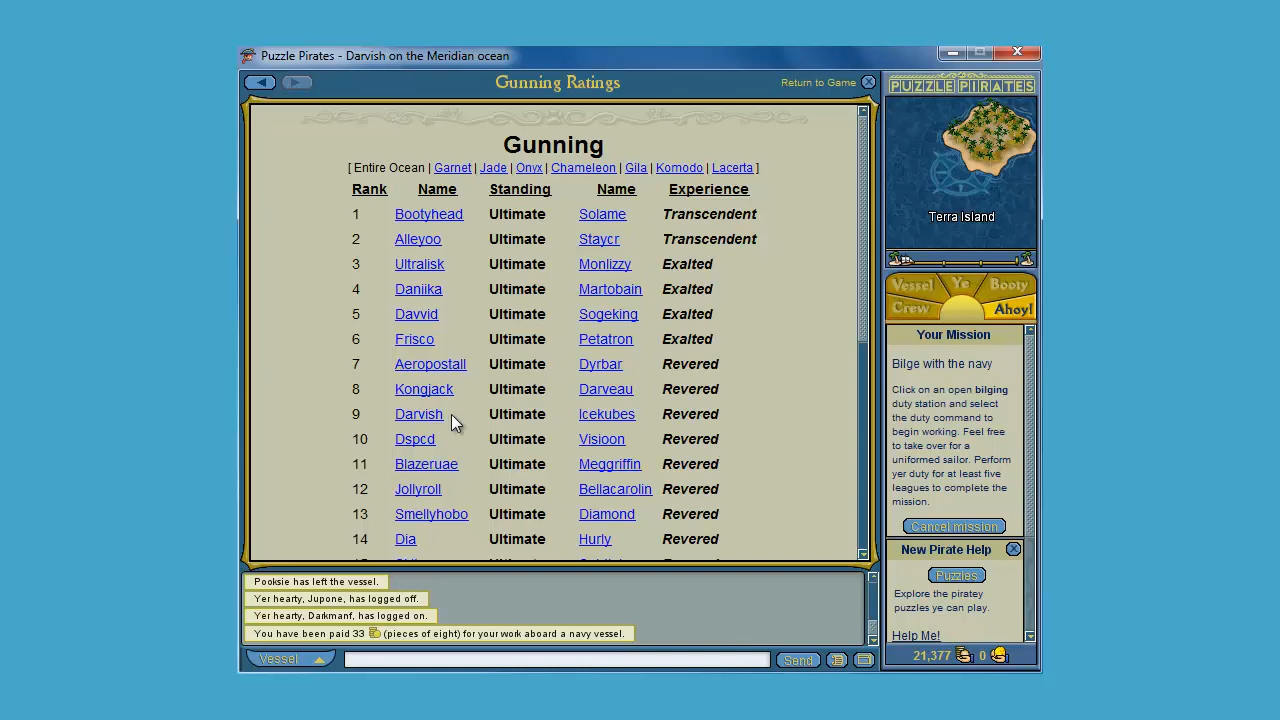 Puzzle Pirates - Darvish on the Meridian ocean
Gunning Ratings
Return to Game
PUZZLE PIRATES
Gunning
[ Entire Ocean | Garnet | Jade | Onyx | Chameleon | Gila | Komodo | Lacerta ]
Rank Name Standing Name Experience
1 Bootyhead Ultimate Solame Transcendent
2 Alleyoo Ultimate Staycr Transcendent
3 Ultralisk Ultimate Monlizzy Exalted
4 Daniika Ultimate Martobain Exalted
5 Davvid Ultimate Sogeking Exalted
6 Frisco Ultimate Petatron Exalted
7 Aeropostall Ultimate Dyrbar Revered
8 Kongjack Ultimate Darveau Revered
9 Darvish Ultimate Icekubes Revered
10 Dspcd Ultimate Visioon Revered
11 Blazeruae Ultimate Meggriffin Revered
12 Jollyroll Ultimate Bellacarolin Revered
13 Smellyhobo Ultimate Diamond Revered
14 Dia Ultimate Hurly Revered
Pooksie has left the vessel.
Yer hearty, Jupone, has logged off.
Yer hearty, Darkmanf, has logged on.
You have been paid 33 (pieces of eight) for your work aboard a navy vessel.
Vessel
Send
Terra Island
Vessel Ye Booty
Crew Ahoy!
Your Mission
Bilge with the navy
Click on an open bilging
duty station and select
the duty command to
begin working. Feel free
to take over for a
uniformed sailor. Perform
yer duty for at least five
leagues to complete the
mission.
Cancel mission
New Pirate Help
Puzzles
Explore the piratey
puzzles ye can play.
Help Me!
21,377 0